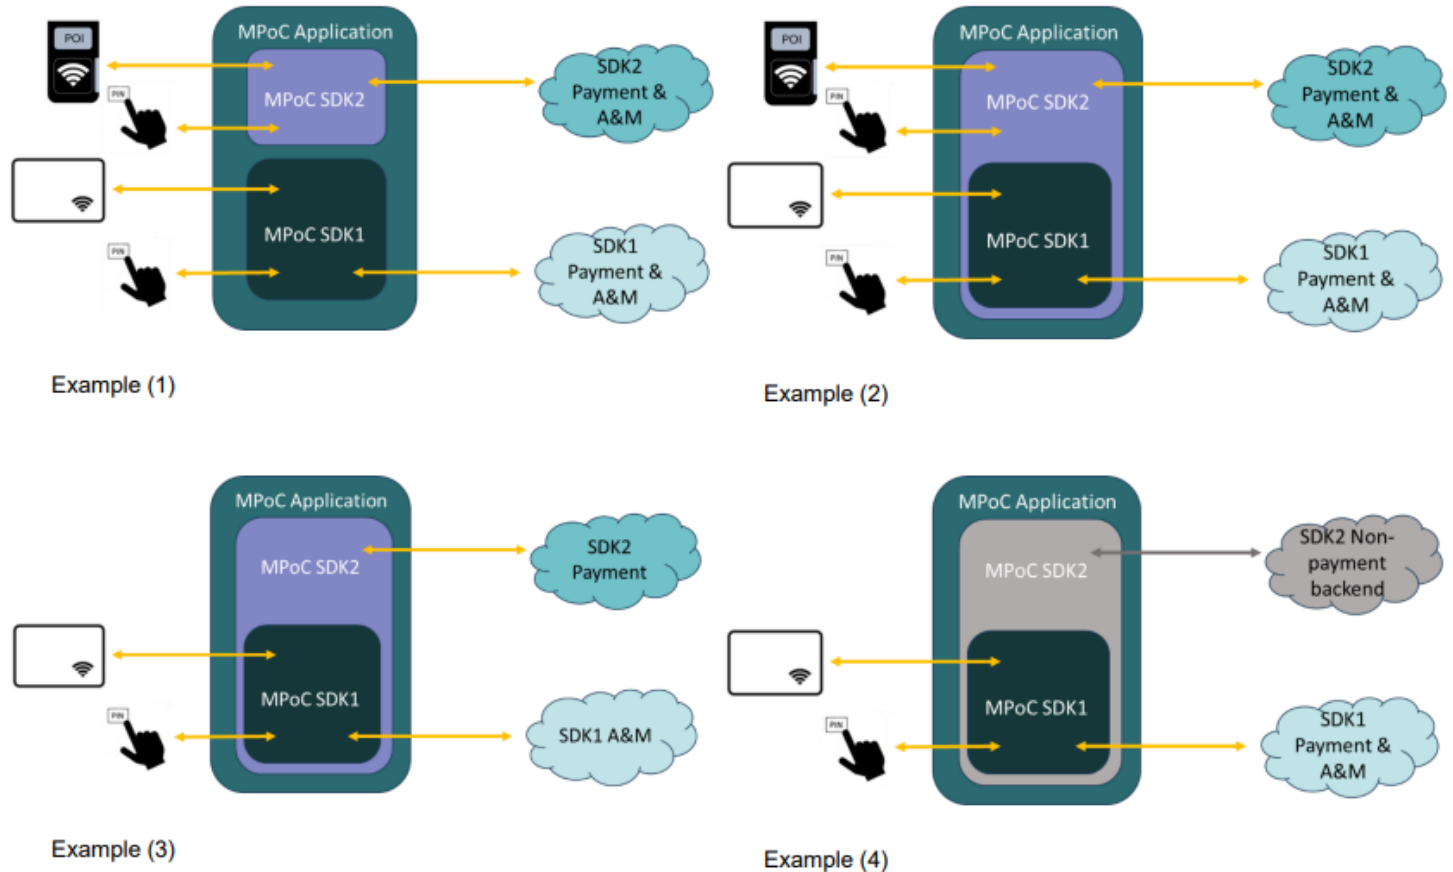 MPoC Application
POI
MPoC SDK2
PIN
SDK2
Payment &
A&M
MPoC SDK1
PIN
SDK1
Payment &
A&M
Example (1)
MPoC Application
POI
MPoC SDK2
PIN
SDK2
Payment &
A&M
MPoC SDK1
PIN
SDK1
Payment &
A&M
Example (2)
MPoC Application
MPoC SDK2
SDK2
Payment
MPoC SDK1
PIN
SDK1 A&M
Example (3)
MPoC Application
MPoC SDK2
SDK2 Non-
payment
backend
MPoC SDK1
PIN
SDK1
Payment &
A&M
Example (4)